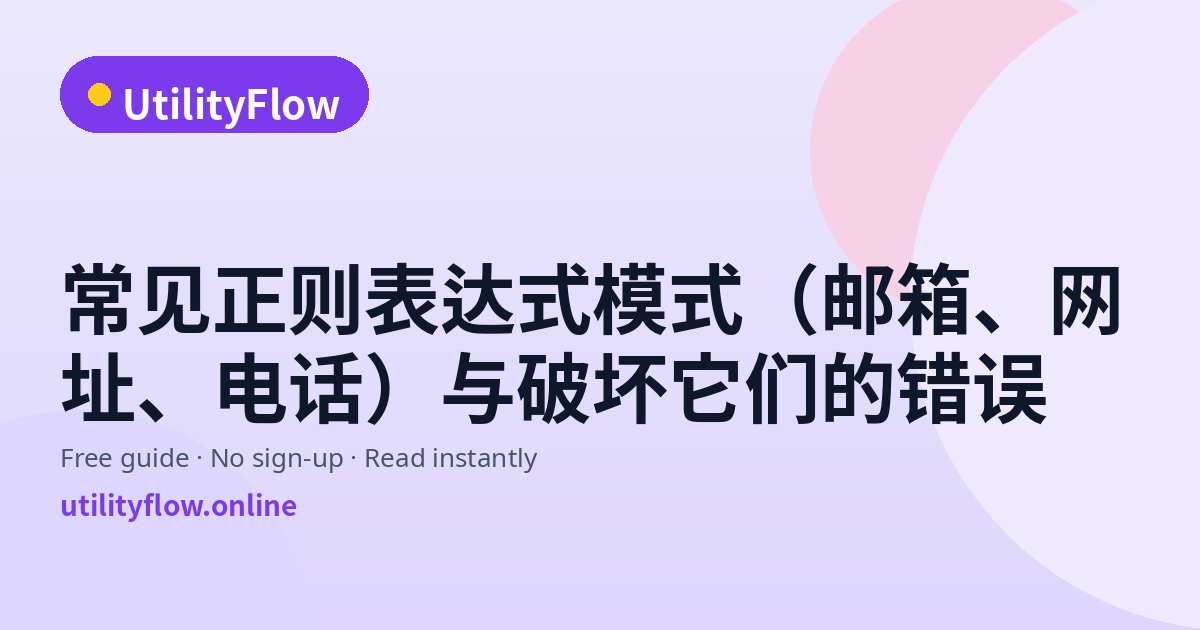 UtilityFlow
常见正则表达式模式（邮箱、网
址、电话）与破坏它们的错误
Free guide · No sign-up · Read instantly
utilityflow.online